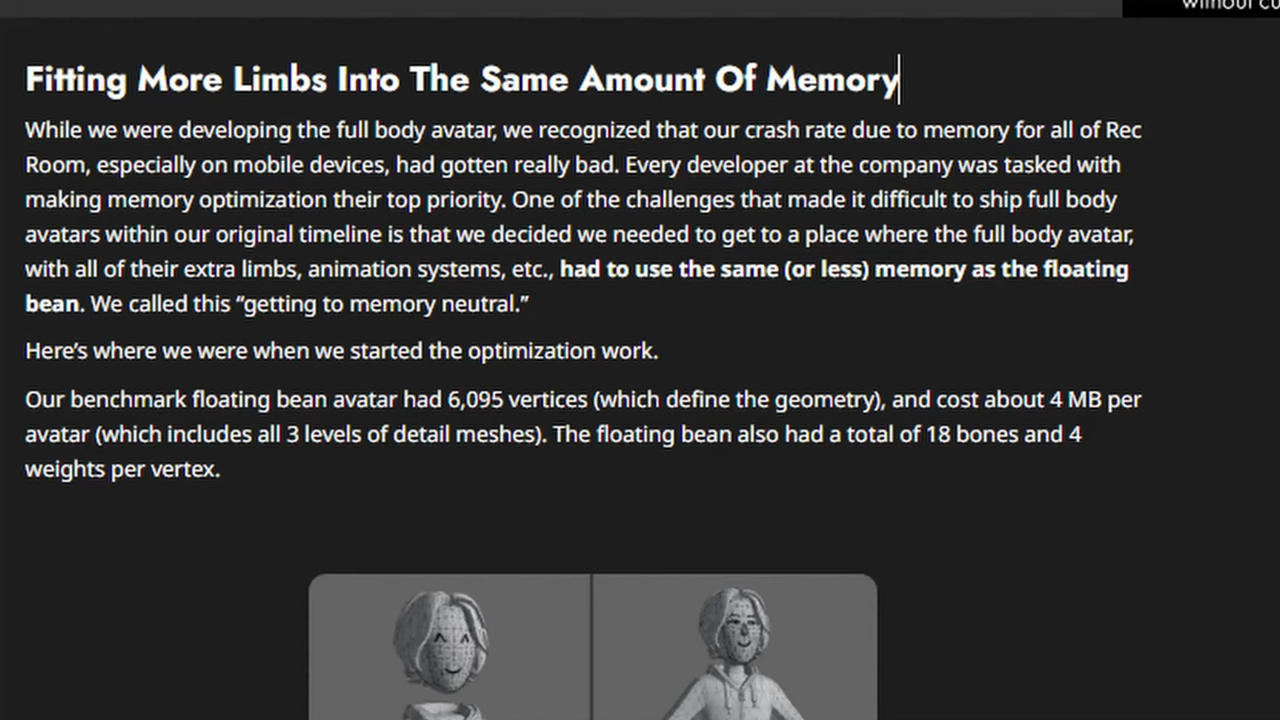 Fitting More Limbs Into The Same Amount Of Memory
While we were developing the full body avatar, we recognized that our crash rate due to memory for all of Rec
Room, especially on mobile devices, had gotten really bad. Every developer at the company was tasked with
making memory optimization their top priority. One of the challenges that made it difficult to ship full body
avatars within our original timeline is that we decided we needed to get to a place where the full body avatar,
with all of their extra limbs, animation systems, etc., had to use the same (or less) memory as the floating
bean. We called this “getting to memory neutral.”
Here’s where we were when we started the optimization work.
Our benchmark floating bean avatar had 6,095 vertices (which define the geometry), and cost about 4 MB per
avatar (which includes all 3 levels of detail meshes). The floating bean also had a total of 18 bones and 4
weights per vertex.